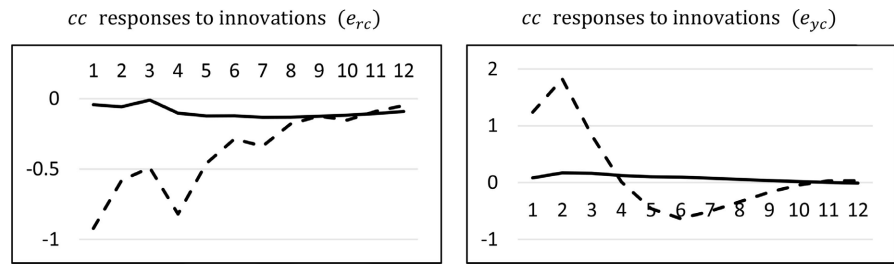 cc responses to innovations (e_rc)
1 2 3 4 5 6 7 8 9 10 11 12
0
-0.5
-1
cc responses to innovations (e_yc)
2
1
0
1 2 3 4 5 6 7 8 9 10 11 12
-1